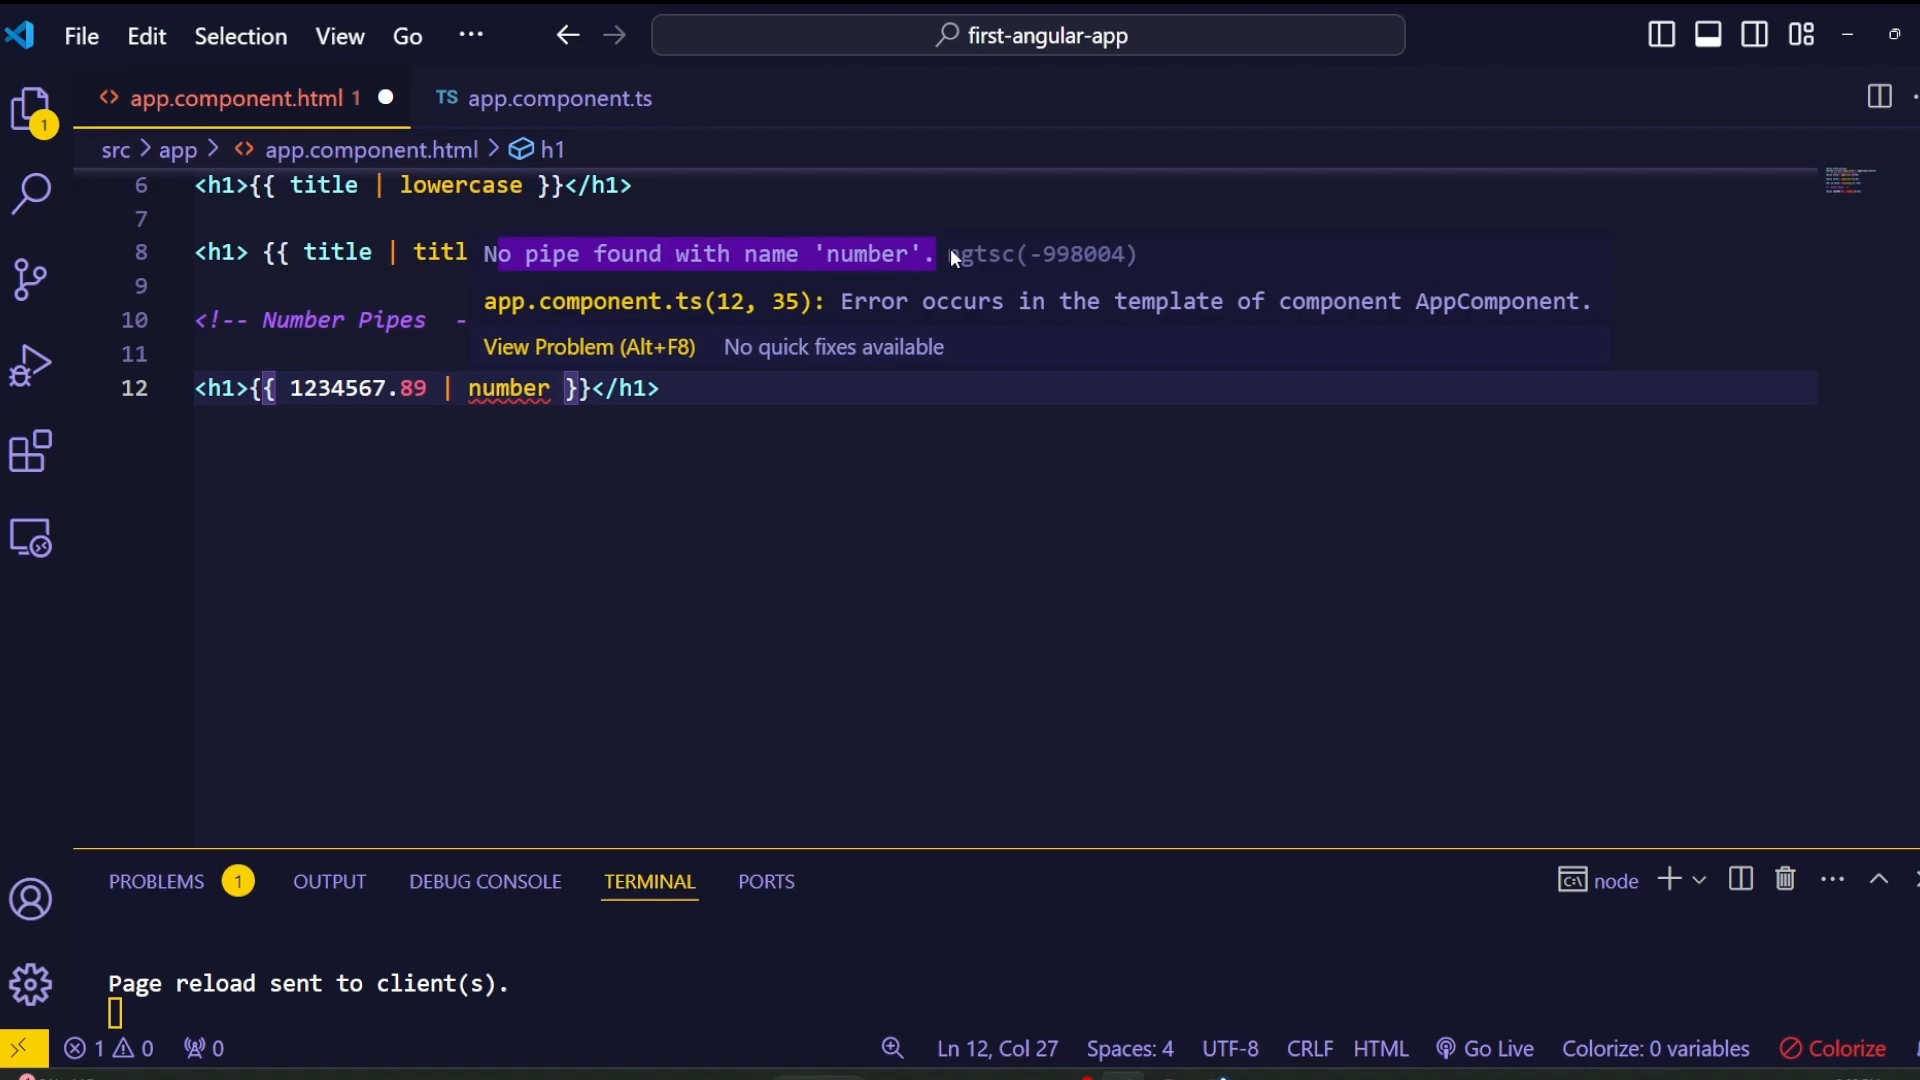 File Edit Selection View Go ··· first-angular-app
1 app.component.html 1 TS app.component.ts
src > app > app.component.html > h1
6 <h1>{{ title | lowercase }}</h1>
7
8 <h1> {{ title | titl No pipe found with name 'number'. gtsc(-998004)
9
app.component.ts(12, 35): Error occurs in the template of component AppComponent.
10 <!-- Number Pipes -
11 View Problem (Alt+F8) No quick fixes available
12 <h1>{{ 1234567.89 | number }}</h1>
PROBLEMS 1 OUTPUT DEBUG CONSOLE TERMINAL PORTS node
Page reload sent to client(s).
1 0 0 Ln 12, Col 27 Spaces: 4 UTF-8 CRLF HTML Go Live Colorize: 0 variables Colorize